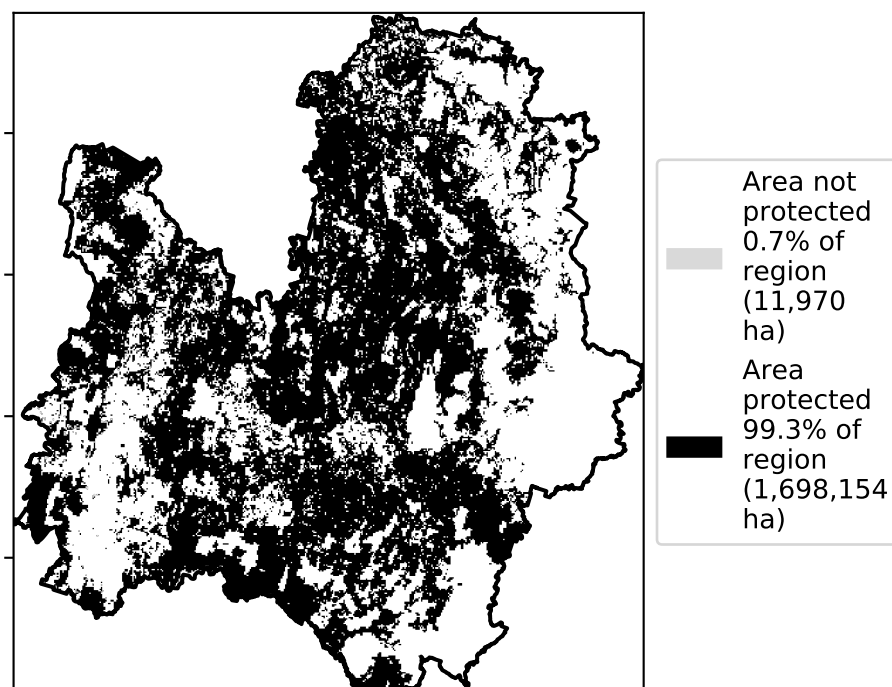 Area not
protected
0.7% of
region
(11,970
ha)
Area
protected
99.3% of
region
(1,698,154
ha)